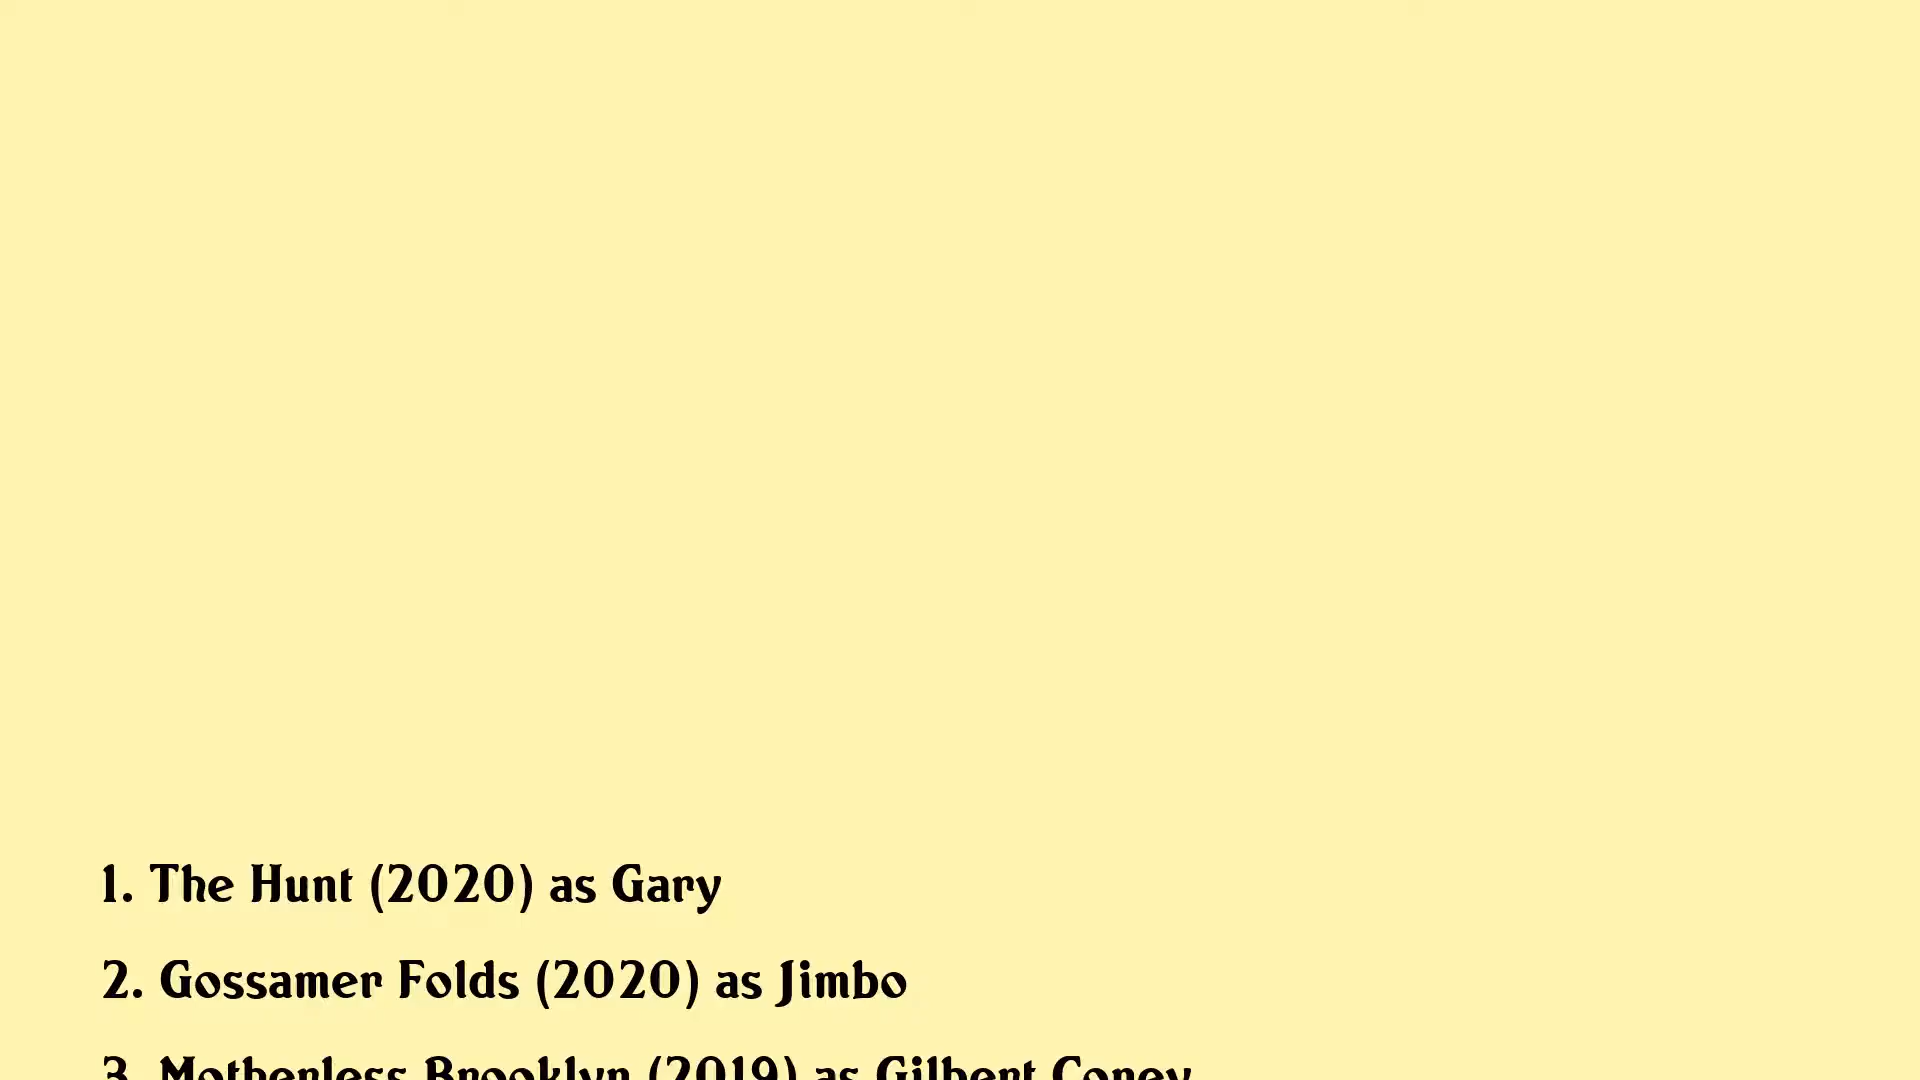 1. The Hunt (2020) as Gary
2. Gossamer Folds (2020) as Jimbo
3. Motherless Brooklyn (2019) as Gilbert Coney